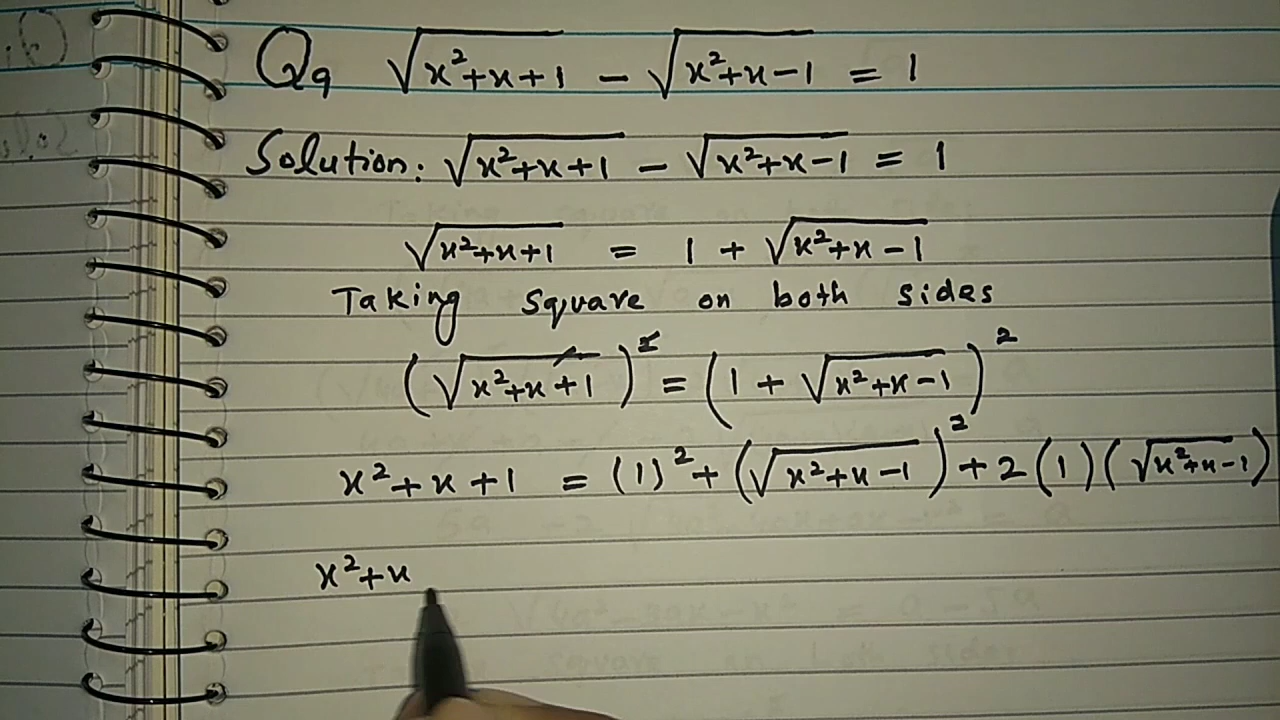 Q9 √(x²+x+1) − √(x²+x−1) = 1
Solution: √(x²+x+1) − √(x²+x−1) = 1
√(x²+x+1) = 1 + √(x²+x−1)
Taking square on both sides
(√(x²+x+1))² = (1 + √(x²+x−1))²
x²+x+1 = (1)² + (√(x²+x−1))² + 2(1)(√(x²+x−1))
x²+x